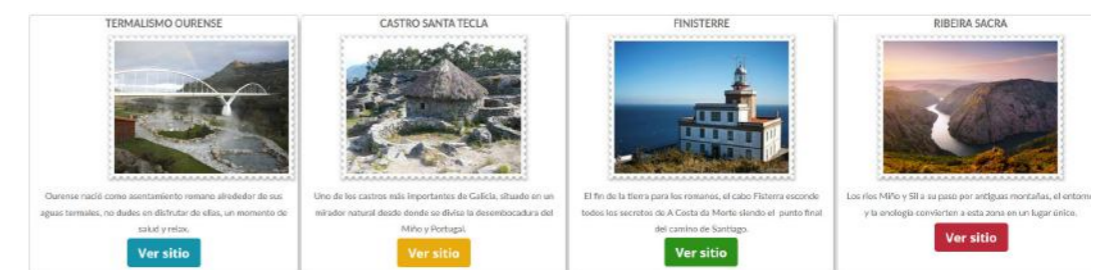 TERMALISMO OURENSE
Ourense nació como asentamiento romano alrededor de sus
aguas termales, no dudes en disfrutar de ellas, un momento de
salud y relax.
Ver sitio
CASTRO SANTA TECLA
Uno de los castros más importantes de Galicia, situado en un
mirador natural desde donde se divisa la desembocadura del
Miño y Portugal.
Ver sitio
FINISTERRE
El fin de la tierra para los romanos, el cabo Fisterra esconde
todos los secretos de A Costa da Morte siendo el punto final
del camino de Santiago.
Ver sitio
RIBEIRA SACRA
Los ríos Miño y Sil a su paso por antiguas montañas, el entorno
y la enología convierten a esta zona en un lugar único.
Ver sitio